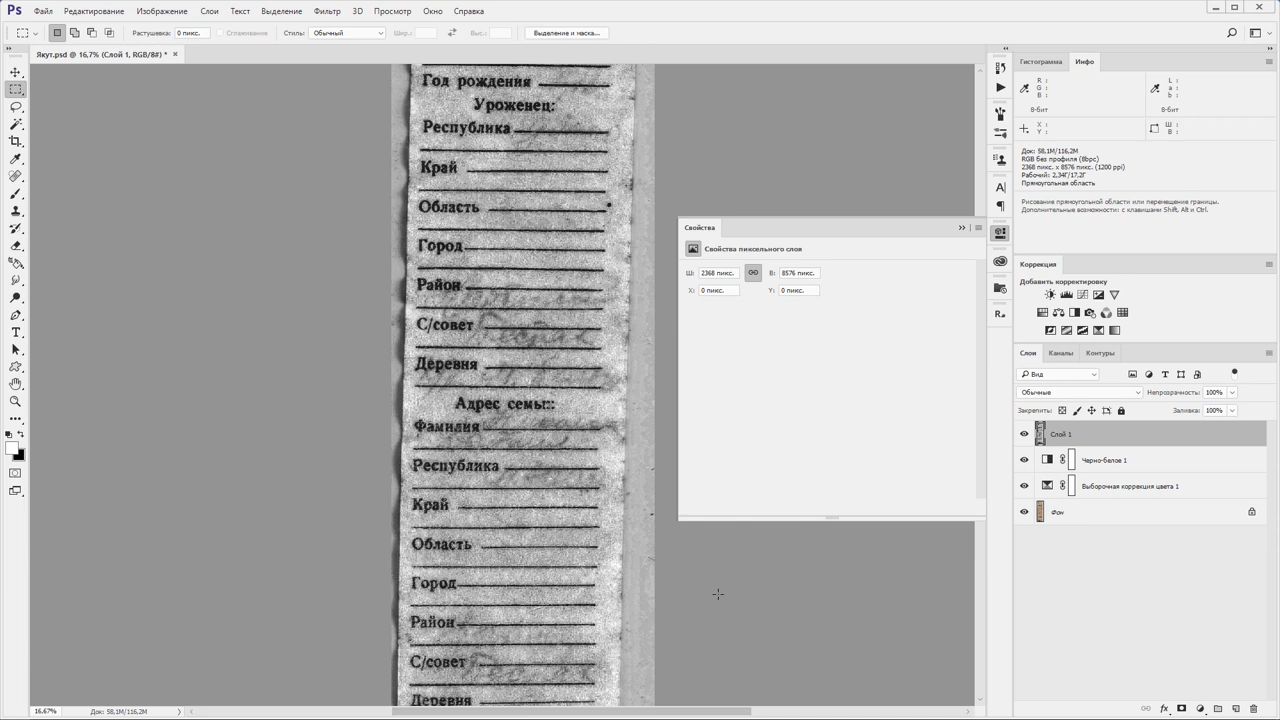 Ps Файл Редактирование Изображение Слои Текст Выделение Фильтр 3D Просмотр Окно Справка
Растушевка: 0 пикс. Сглаживание Стиль: Обычный Шир.: Выс.: Выделение и маска...
Якут.psd @ 16,7% (Слой 1, RGB/8#) *
Год рождения
Уроженец:
Республика
Край
Область
Город
Район
С/совет
Деревня
Адрес семьи:
Фамилия
Республика
Край
Область
Город
Район
С/совет
Деревня
Свойства
Свойства пиксельного слоя
Ш: 2368 пикс. В: 8576 пикс.
X: 0 пикс. Y: 0 пикс.
Гистограмма Инфо
R : L :
G : a :
B : b :
8-бит 8-бит
X : Ш :
Y : В :
Док: 58,1M/116,2M
RGB без профиля (8bpc)
2368 пикс. x 8576 пикс. (1200 ppi)
Рабочий: 2,34Г/17,2Г
Прямоугольная область
Рисование прямоугольной области или перемещение границы.
Дополнительные возможности: с клавишами Shift, Alt и Ctrl.
Коррекция
Добавить корректировку
Слои Каналы Контуры
Вид
Обычные Непрозрачность: 100%
Закрепить: Заливка: 100%
Слой 1
Черно-белое 1
Выборочная коррекция цвета 1
Фон
16.67% Док: 58,1M/116,2M